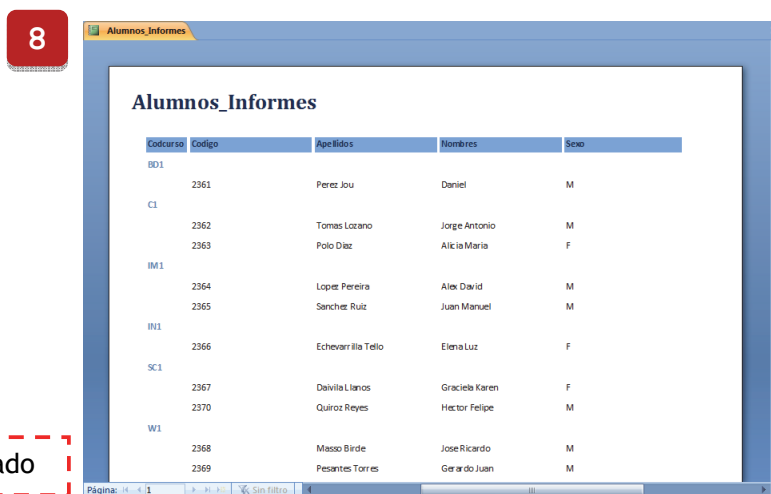 8
Alumnos_Informes
Alumnos_Informes
Codcurso Codigo Apellidos Nombres Sexo
BD1
2361 Perez Jou Daniel M
C1
2362 Tomas Lozano Jorge Antonio M
2363 Polo Diaz Alicia Maria F
IM1
2364 Lopez Pereira Alex David M
2365 Sanchez Ruiz Juan Manuel M
IN1
2366 Echevarrilla Tello Elena Luz F
SC1
2367 Daivila Llanos Graciela Karen F
2370 Quiroz Reyes Hector Felipe M
W1
2368 Masso Birde Jose Ricardo M
2369 Pesantes Torres Gerardo Juan M
ado
Página: 1 Sin filtro